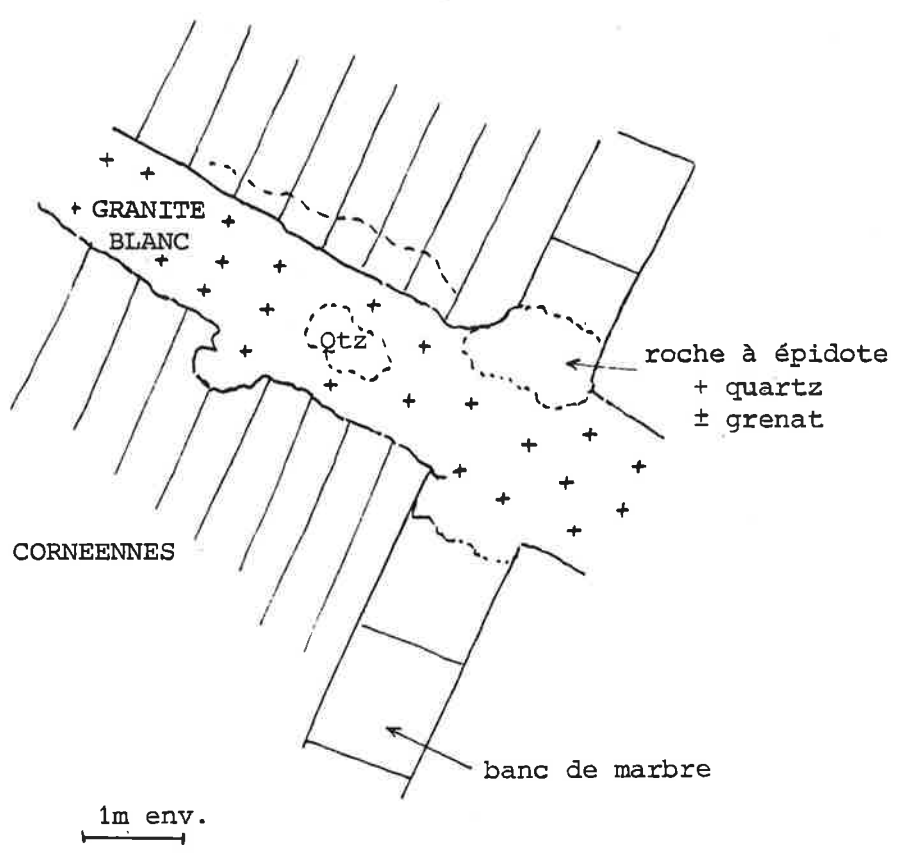 GRANITE
BLANC
Qtz
roche à épidote
+ quartz
± grenat
CORNEENNES
banc de marbre
1m env.